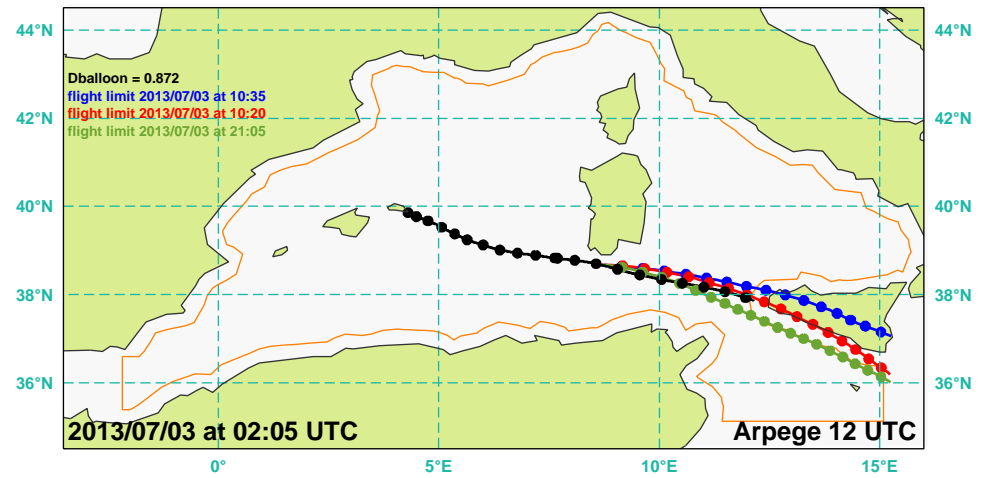 44°N 44°N
Dballoon = 0.872
flight limit 2013/07/03 at 10:35
flight limit 2013/07/03 at 10:20
42°N 42°N
flight limit 2013/07/03 at 21:05
40°N 40°N
38°N 38°N
36°N 36°N
2013/07/03 at 02:05 UTC Arpege 12 UTC
0° 5°E 10°E 15°E